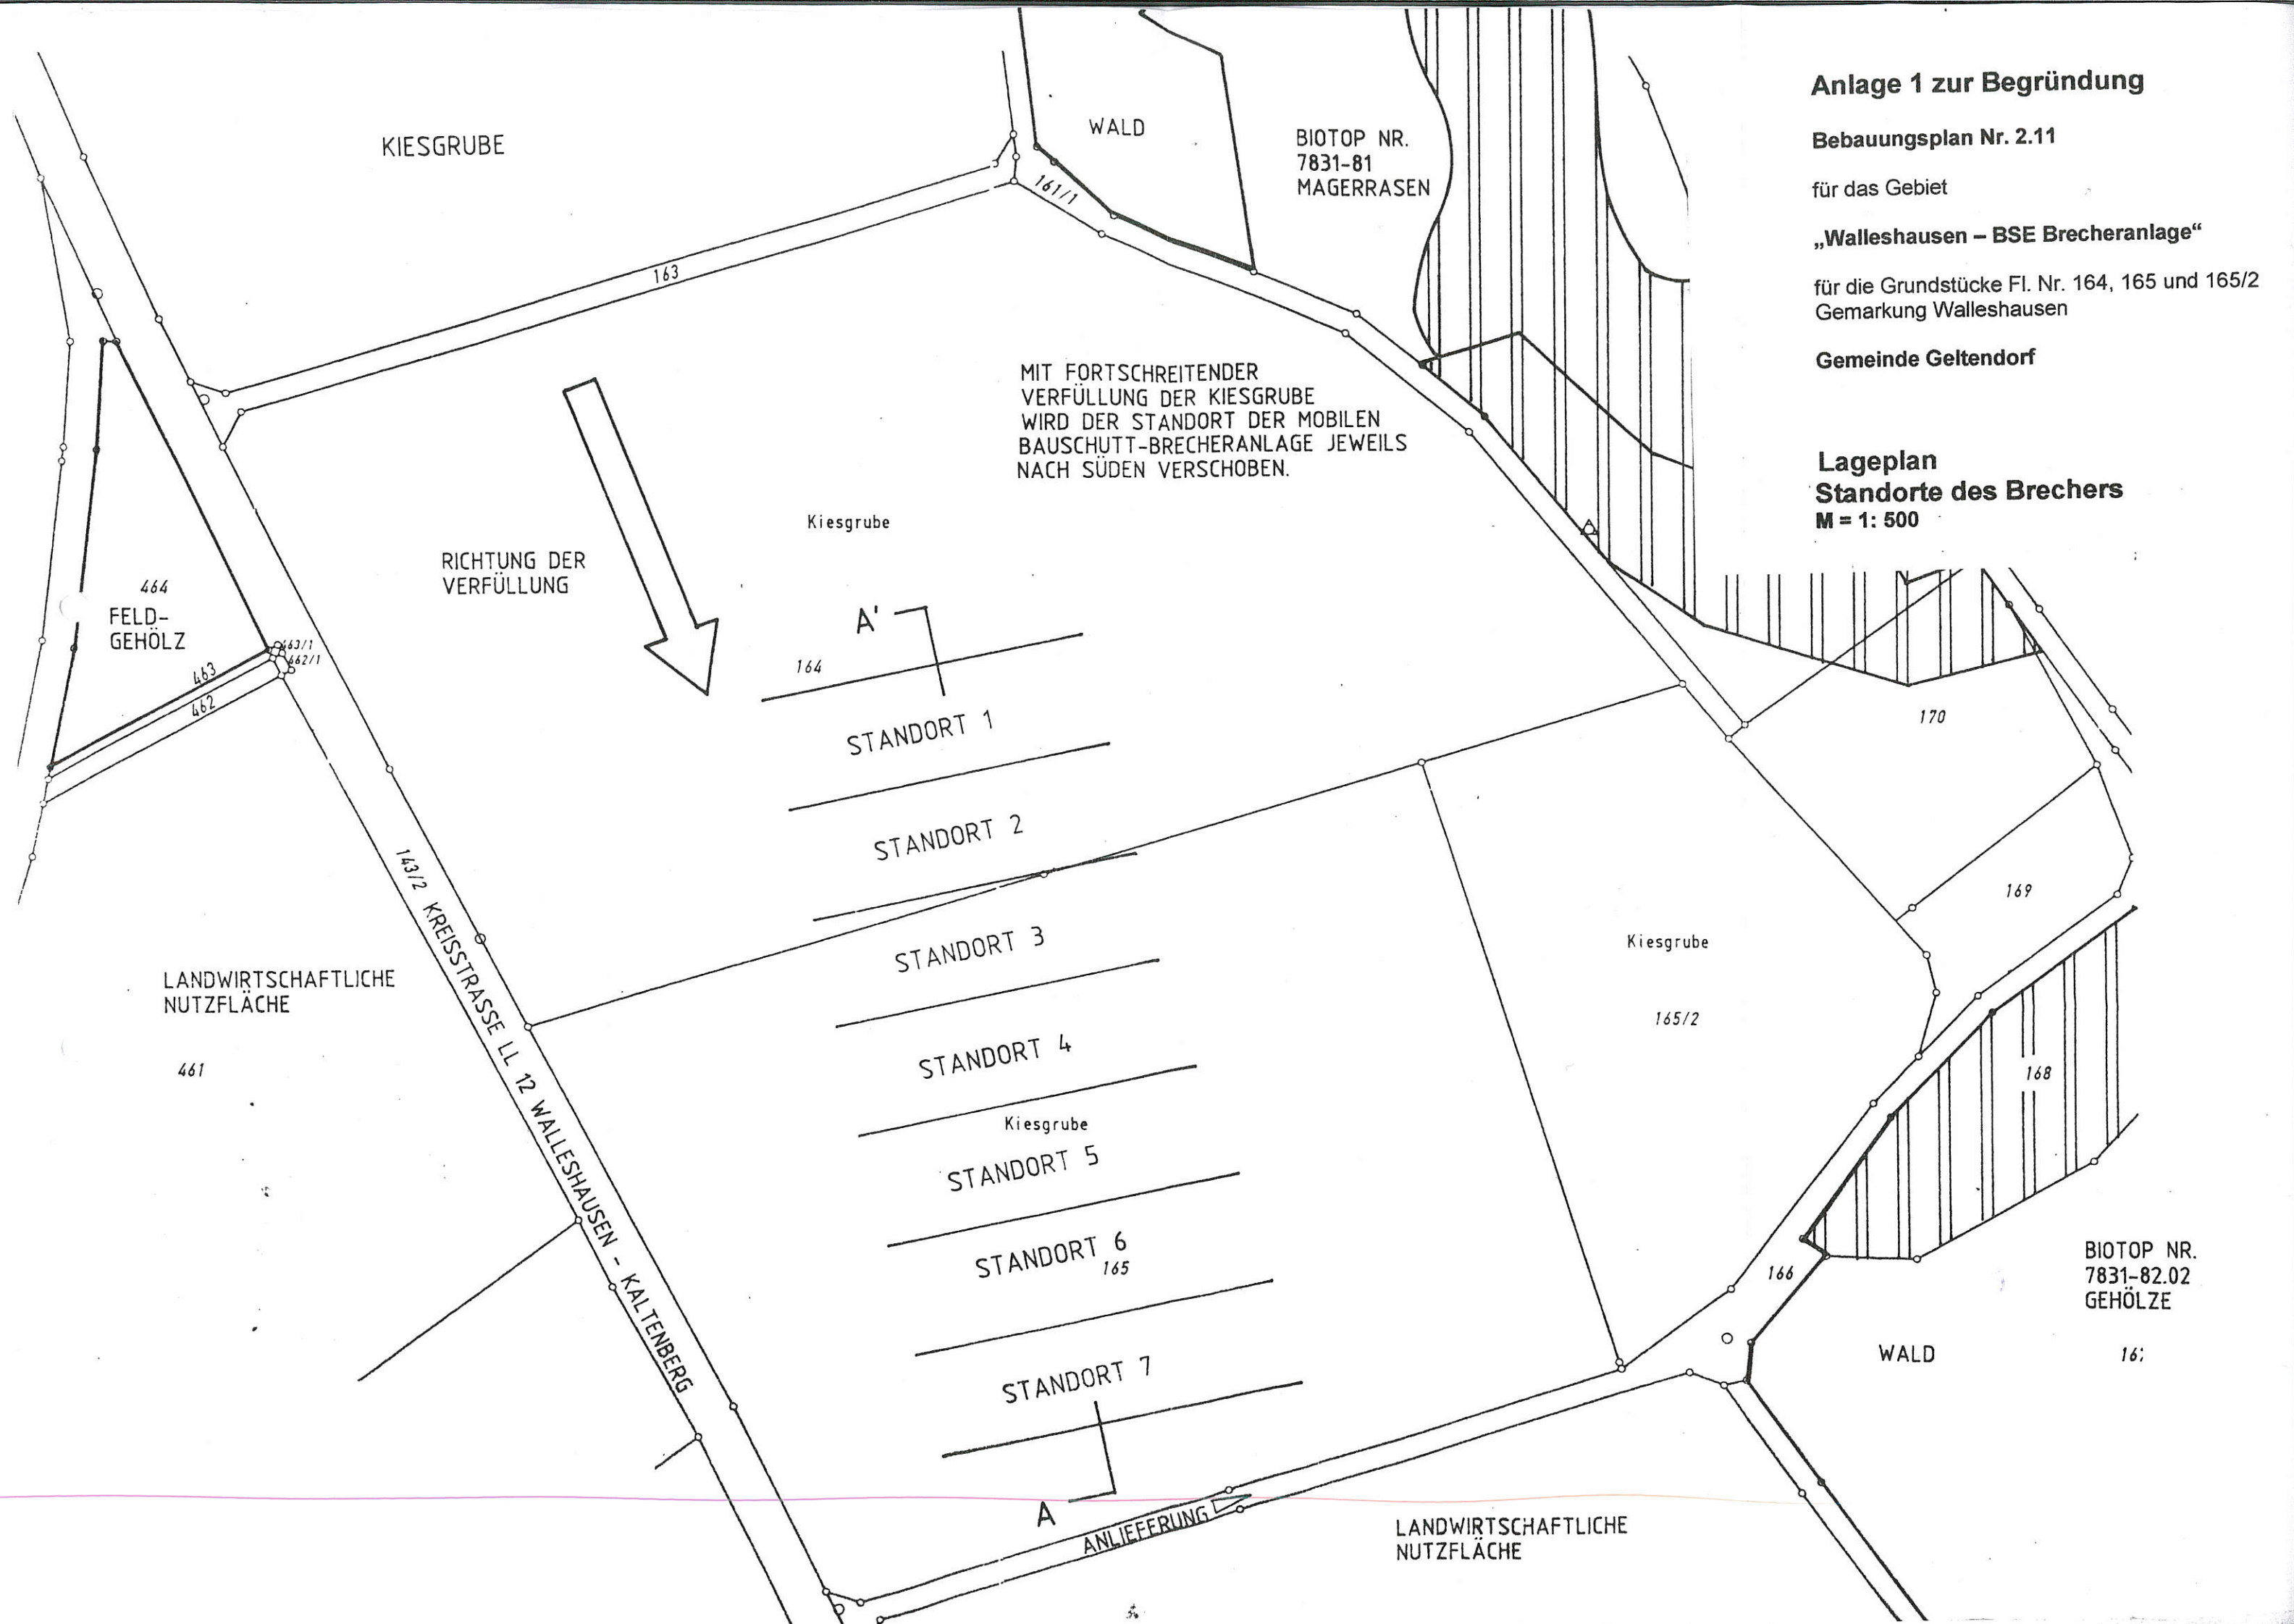 Anlage 1 zur Begründung
Bebauungsplan Nr. 2.11
für das Gebiet
„Walleshausen – BSE Brecheranlage“
für die Grundstücke Fl. Nr. 164, 165 und 165/2
Gemarkung Walleshausen
Gemeinde Geltendorf
Lageplan
Standorte des Brechers
M = 1: 500
KIESGRUBE
WALD
BIOTOP NR.
7831-81
MAGERRASEN
161/1
163
MIT FORTSCHREITENDER
VERFÜLLUNG DER KIESGRUBE
WIRD DER STANDORT DER MOBILEN
BAUSCHUTT-BRECHERANLAGE JEWEILS
NACH SÜDEN VERSCHOBEN.
Kiesgrube
RICHTUNG DER
VERFÜLLUNG
464
FELD-
GEHÖLZ
463/1
462/1
463
462
A'
164
STANDORT 1
STANDORT 2
STANDORT 3
STANDORT 4
Kiesgrube
STANDORT 5
STANDORT 6
165
STANDORT 7
A
ANLIEFERUNG
143/2 KREISSTRASSE LL 12 WALLESHAUSEN - KALTENBERG
LANDWIRTSCHAFTLICHE
NUTZFLÄCHE
461
170
169
Kiesgrube
165/2
168
166
BIOTOP NR.
7831-82.02
GEHÖLZE
WALD
LANDWIRTSCHAFTLICHE
NUTZFLÄCHE